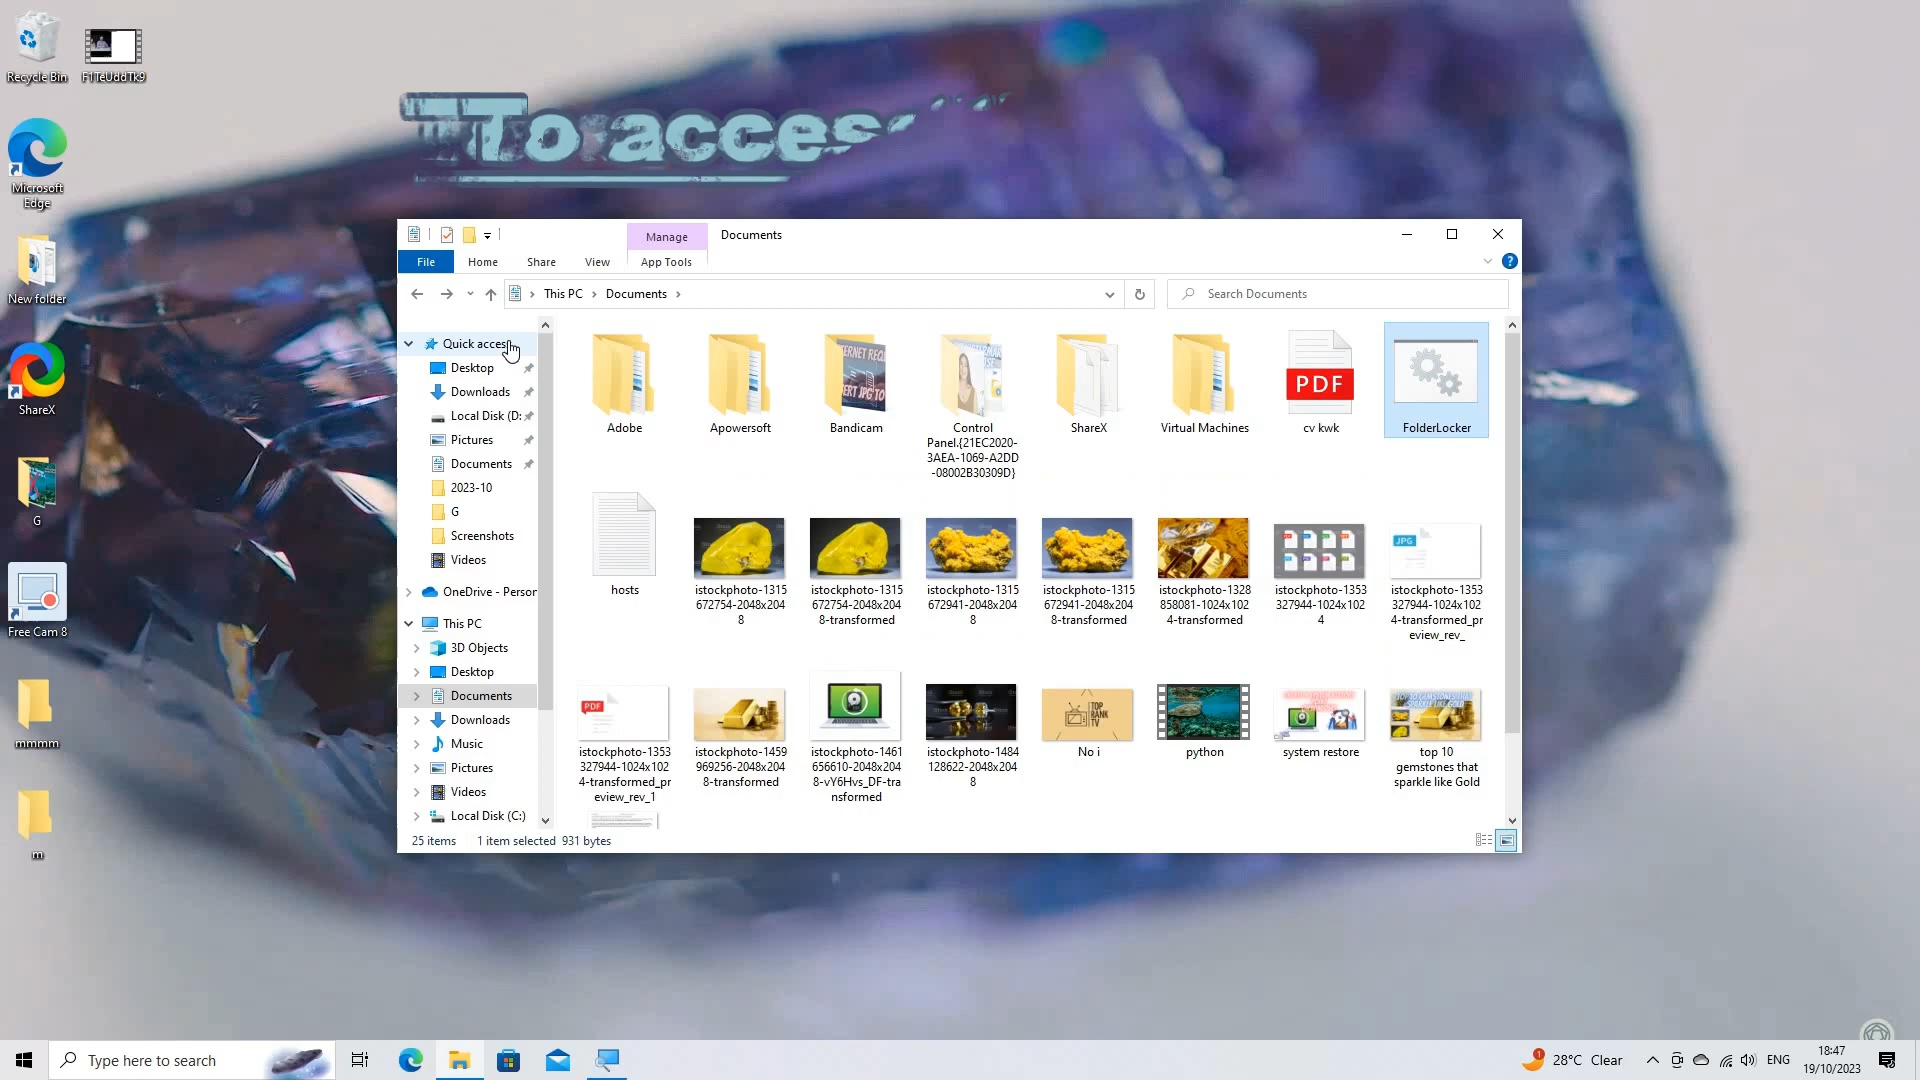 Recycle Bin
F1TeUddTk9
Microsoft
Edge
New folder
ShareX
G
Free Cam 8
mmmm
m
To acces
Manage
Documents
File
Home
Share
View
App Tools
This PC
Documents
Search Documents
Quick access
Desktop
Downloads
Local Disk (D:
Pictures
Documents
2023-10
G
Screenshots
Videos
OneDrive - Person
This PC
3D Objects
Desktop
Documents
Downloads
Music
Pictures
Videos
Local Disk (C:)
Adobe
Apowersoft
Bandicam
Control
Panel.{21EC2020-
3AEA-1069-A2DD
-08002B30309D}
ShareX
Virtual Machines
PDF
cv kwk
FolderLocker
hosts
istockphoto-1315
672754-2048x204
8
istockphoto-1315
672754-2048x204
8-transformed
istockphoto-1315
672941-2048x204
8
istockphoto-1315
672941-2048x204
8-transformed
istockphoto-1328
858081-1024x102
4-transformed
istockphoto-1353
327944-1024x102
4
JPG
istockphoto-1353
327944-1024x102
4-transformed_pr
eview_rev_
PDF
istockphoto-1353
327944-1024x102
4-transformed_pr
eview_rev_1
istockphoto-1459
969256-2048x204
8-transformed
istockphoto-1461
656610-2048x204
8-vY6Hvs_DF-tra
nsformed
istockphoto-1484
128622-2048x204
8
TOP
RANK
TV
No i
python
system restore
top 10
gemstones that
sparkle like Gold
25 items
1 item selected 931 bytes
Type here to search
1
28°C Clear
ENG
18:47
19/10/2023